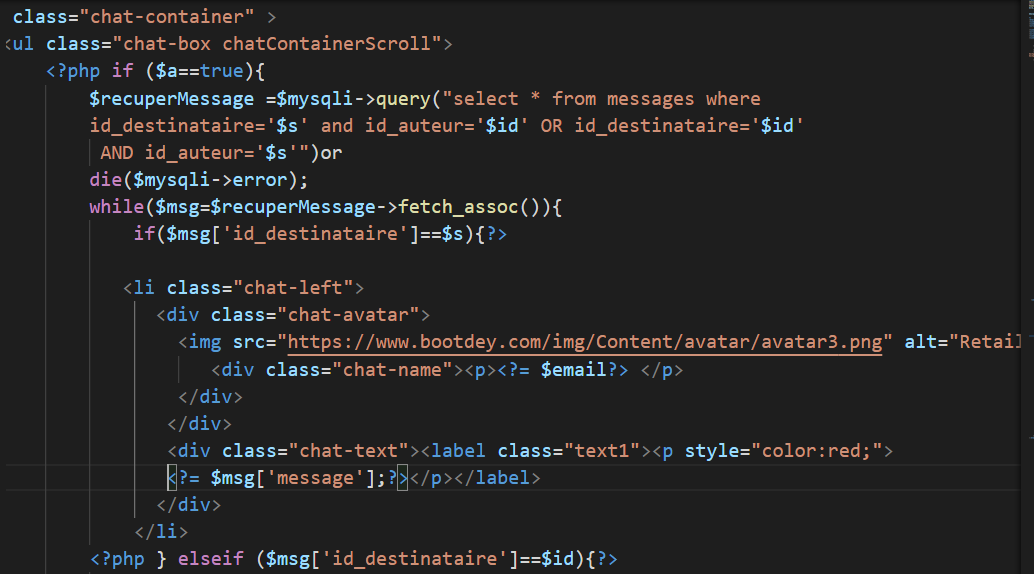 class="chat-container" >
<ul class="chat-box chatContainerScroll">
<?php if ($a==true){
$recuperMessage =$mysqli->query("select * from messages where
id_destinataire='$s' and id_auteur='$id' OR id_destinataire='$id'
AND id_auteur='$s'")or
die($mysqli->error);
while($msg=$recuperMessage->fetch_assoc()){
if($msg['id_destinataire']==$s){?>
<li class="chat-left">
<div class="chat-avatar">
<img src="https://www.bootdey.com/img/Content/avatar/avatar3.png" alt="Retail
<div class="chat-name"><p><?= $email?> </p>
</div>
</div>
<div class="chat-text"><label class="text1"><p style="color:red;">
<?= $msg['message'];?></p></label>
</div>
</li>
<?php } elseif ($msg['id_destinataire']==$id){?>